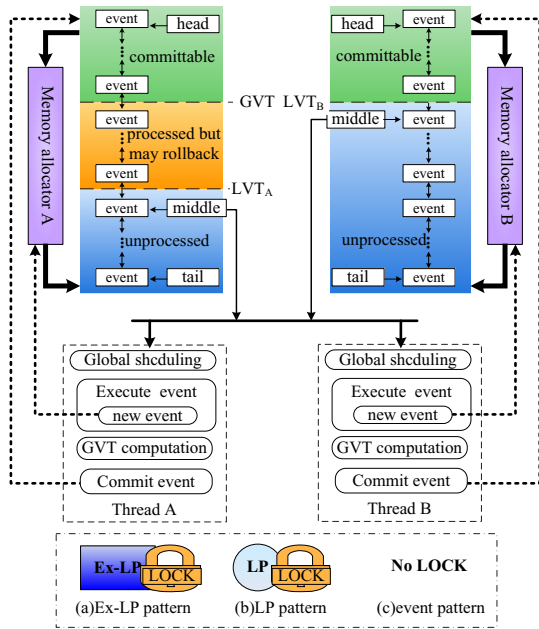 event
head
committable
event
GVT
event
processed but
may rollback
event
LVTA
event
middle
unprocessed
event
tail
Memory allocator A
head
event
committable
event
LVTB
middle
event
event
event
unprocessed
tail
event
Memory allocator B
Global shcduling
Execute event
new event
GVT computation
Commit event
Thread A
Global shcduling
Execute event
new event
GVT computation
Commit event
Thread B
Ex-LP LOCK
(a)Ex-LP pattern
LP LOCK
(b)LP pattern
No LOCK
(c)event pattern